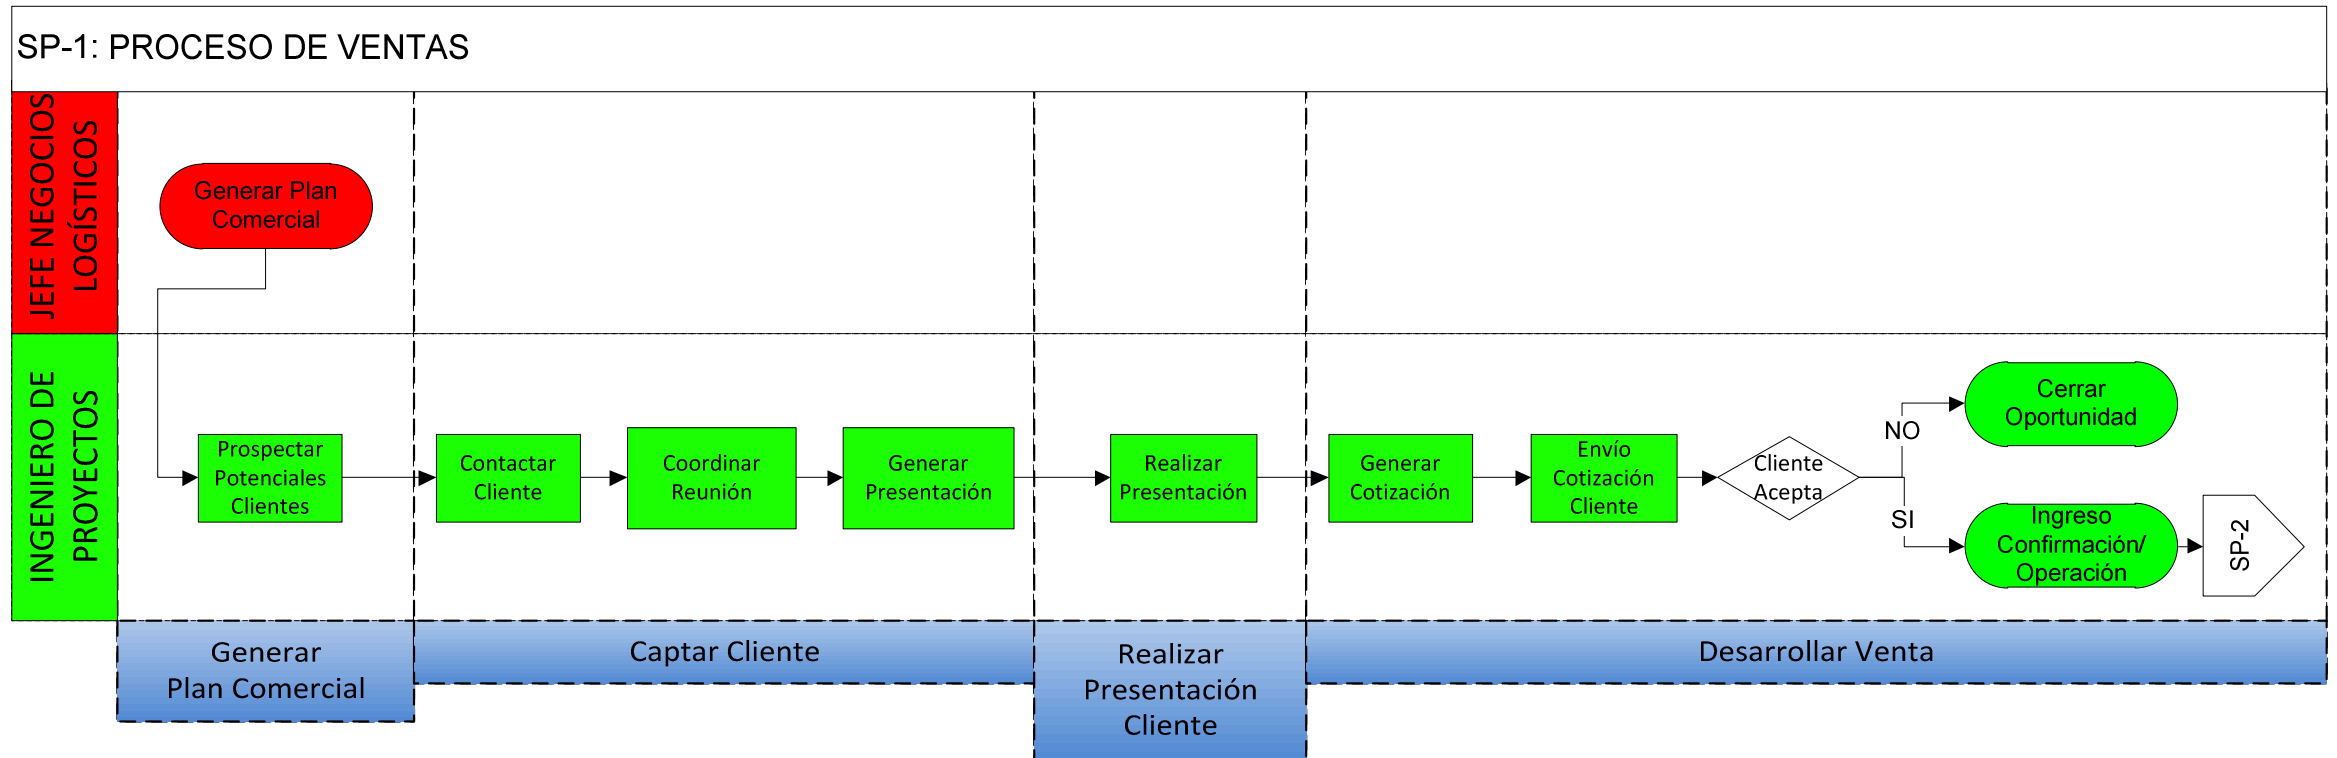 SP-1: PROCESO DE VENTAS
JEFE NEGOCIOS
LOGÍSTICOS
Generar Plan
Comercial
INGENIERO DE
PROYECTOS
Prospectar
Potenciales
Clientes
Contactar
Cliente
Coordinar
Reunión
Generar
Presentación
Realizar
Presentación
Generar
Cotización
Envío
Cotización
Cliente
Cliente
Acepta
NO
Cerrar
Oportunidad
SI
Ingreso
Confirmación/
Operación
SP-2
Generar
Plan Comercial
Captar Cliente
Realizar
Presentación
Cliente
Desarrollar Venta